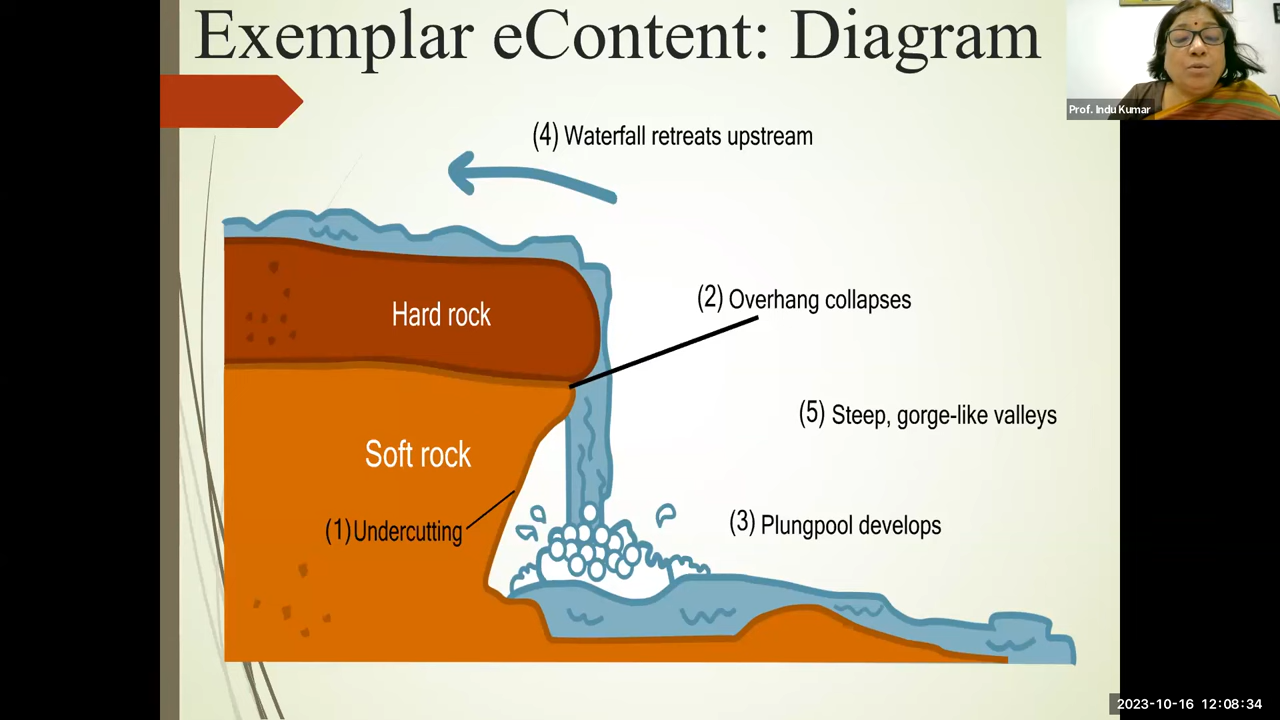 Exemplar eContent: Diagram
Prof. Indu Kumar
(4) Waterfall retreats upstream
Hard rock
(2) Overhang collapses
(5) Steep, gorge-like valleys
Soft rock
(1)Undercutting
(3) Plungpool develops
2023-10-16 12:08:34